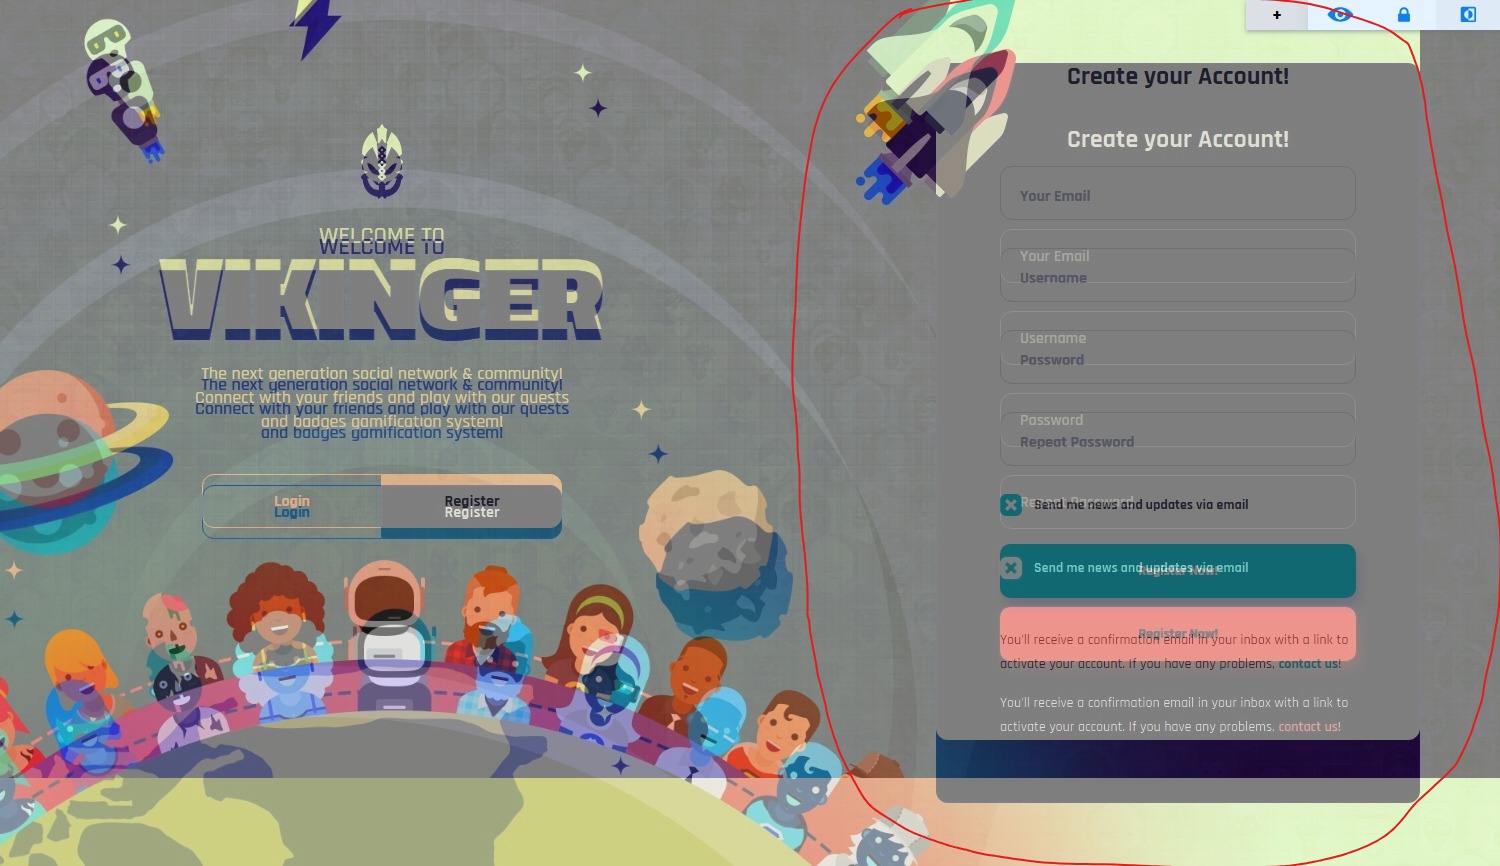 +
WELCOME TO
WELCOME TO
VIKINGER
The next generation social network & community!
The next generation social network & community!
Connect with your friends and play with our quests
Connect with your friends and play with our quests
and badges gamification system!
and badges gamification system!
Login
Register
Login
Register
Create your Account!
Create your Account!
Your Email
Your Email
Username
Username
Password
Password
Repeat Password
Repeat Password
Send me news and updates via email
Send me news and updates via email
Register Now!
Register Now!
You'll receive a confirmation email in your inbox with a link to
activate your account. If you have any problems, contact us!
You'll receive a confirmation email in your inbox with a link to
activate your account. If you have any problems, contact us!